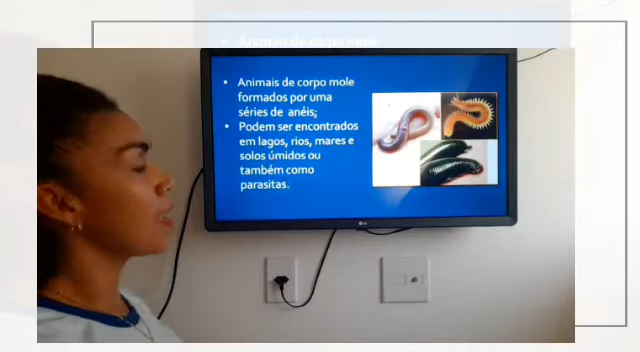 Animais de corpo mole
• Animais de corpo mole
formados por uma
séries de anéis;
• Podem ser encontrados
em lagos, rios, mares e
solos úmidos ou
também como
parasitas.
LG